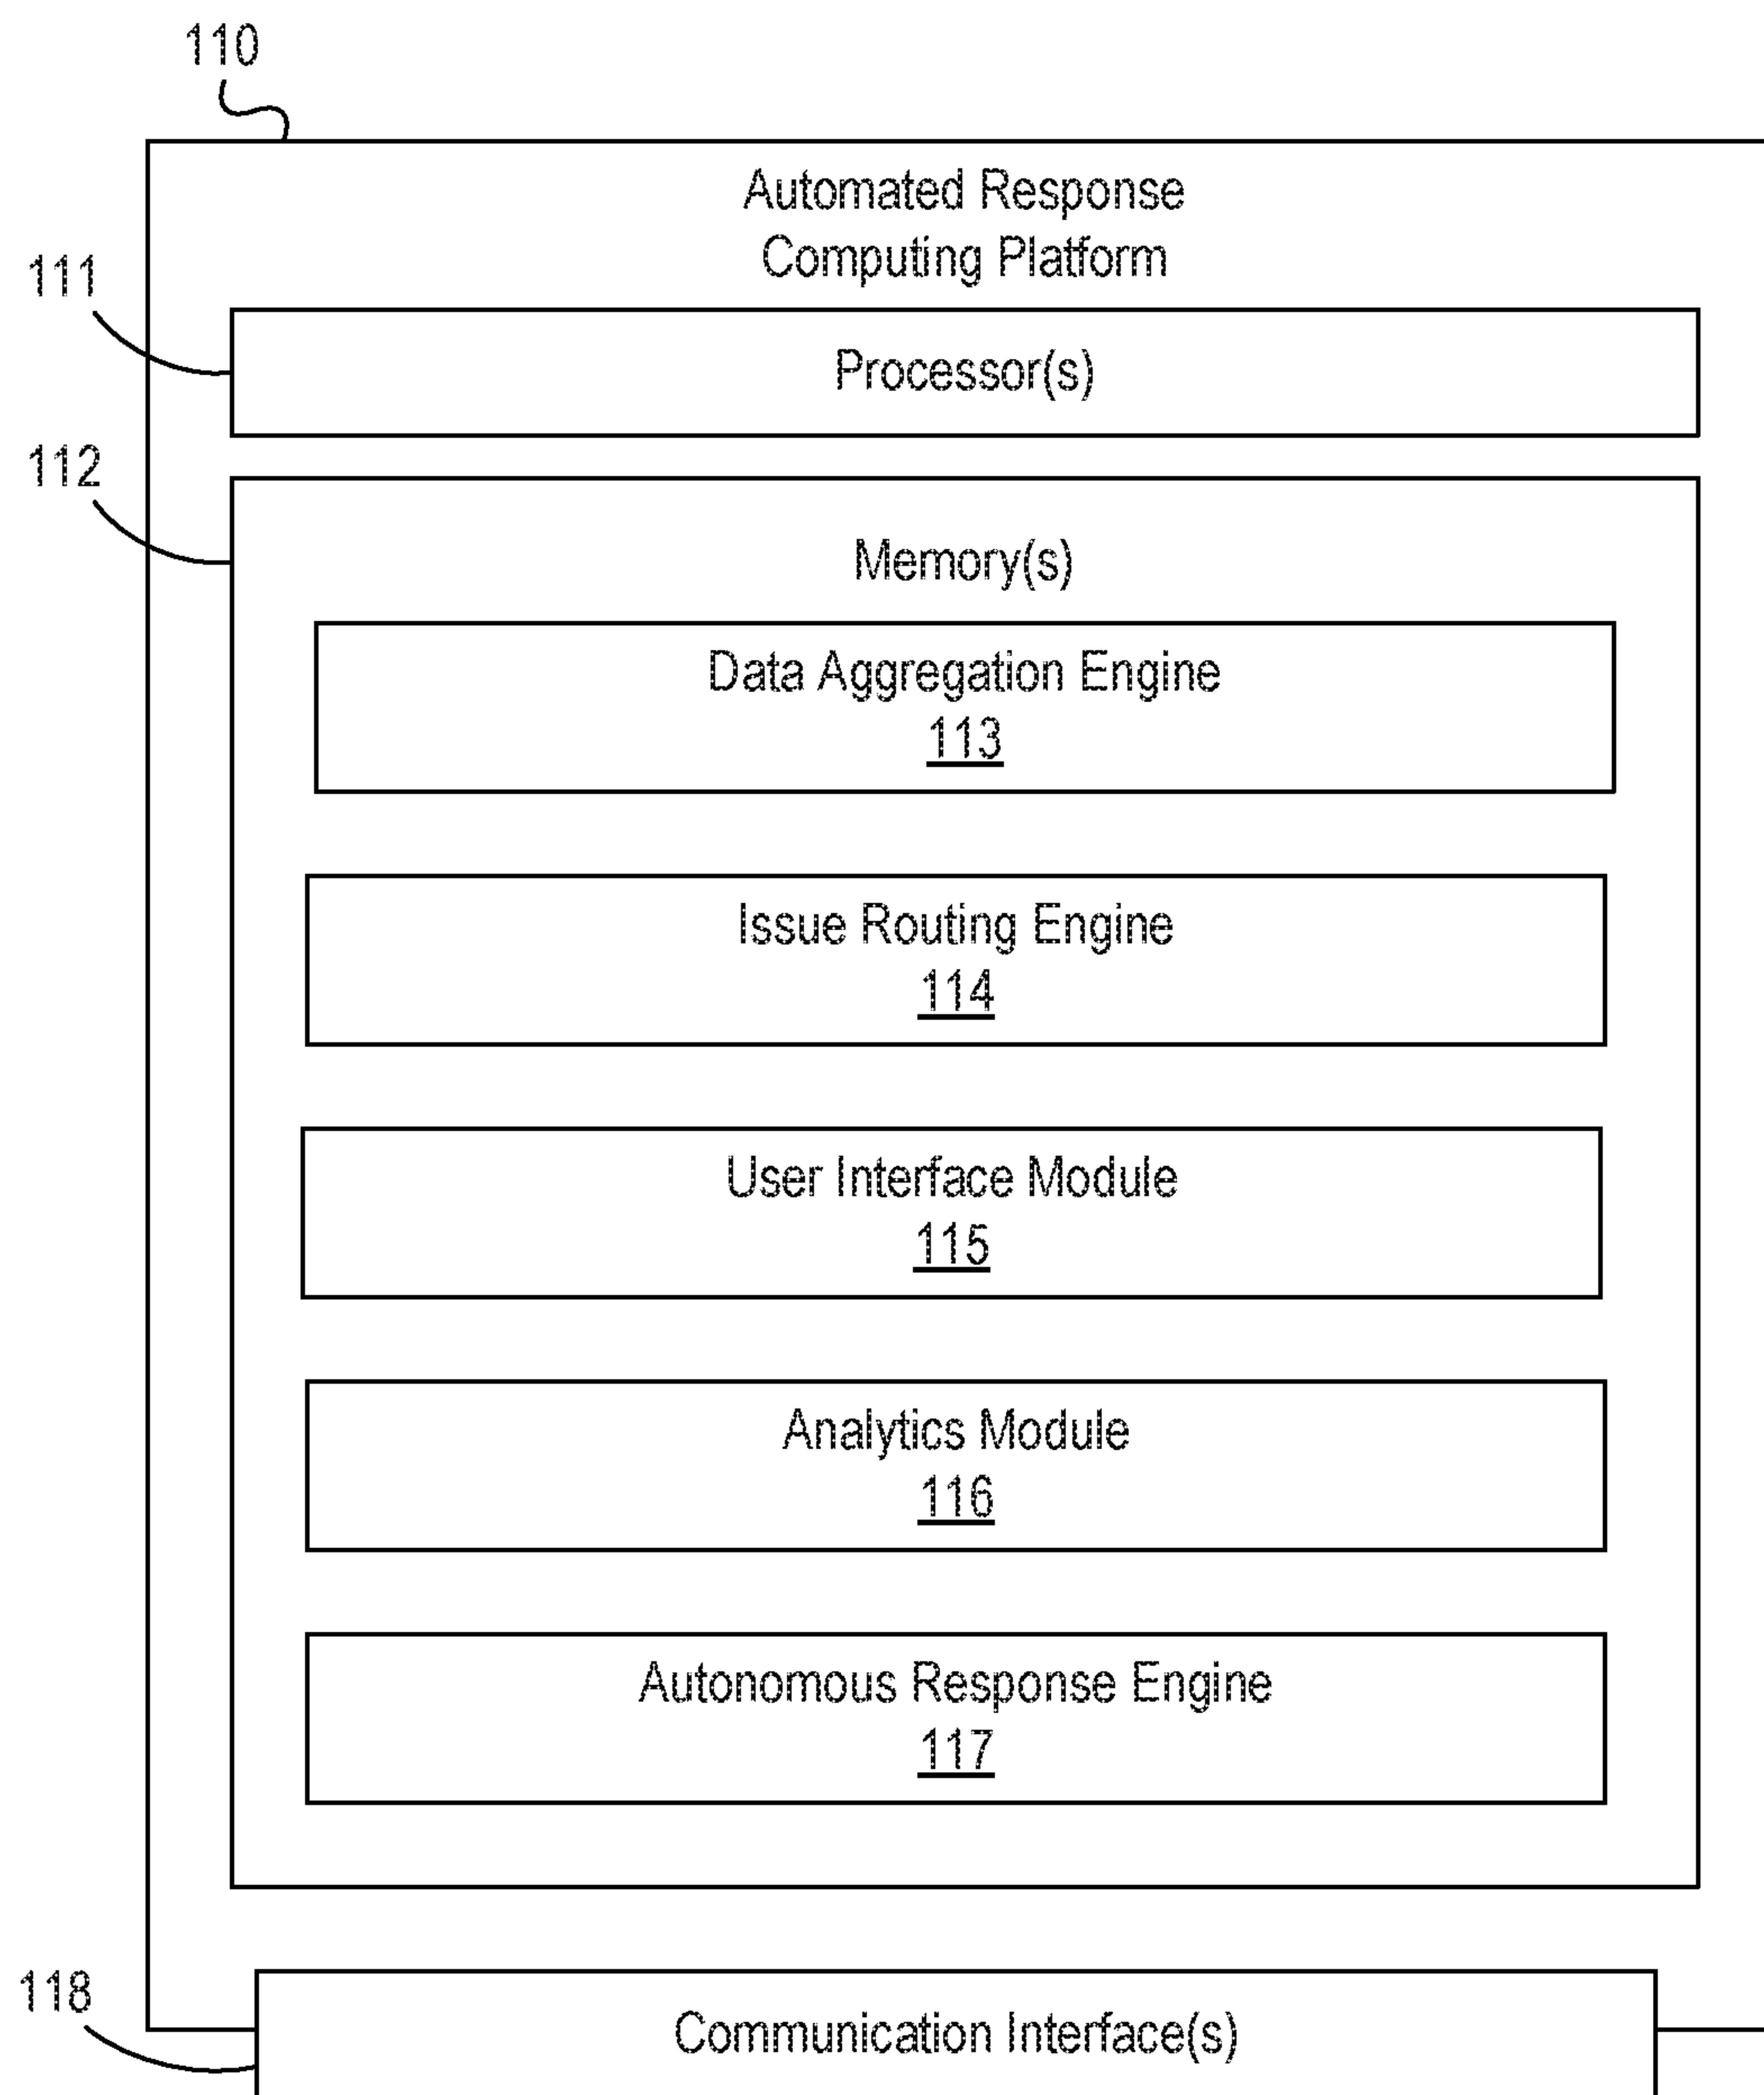 110
Automated Response
Computing Platform
111
Processor(s)
112
Memory(s)
Data Aggregation Engine
113
Issue Routing Engine
114
User Interface Module
115
Analytics Module
116
Autonomous Response Engine
117
118
Communication Interface(s)